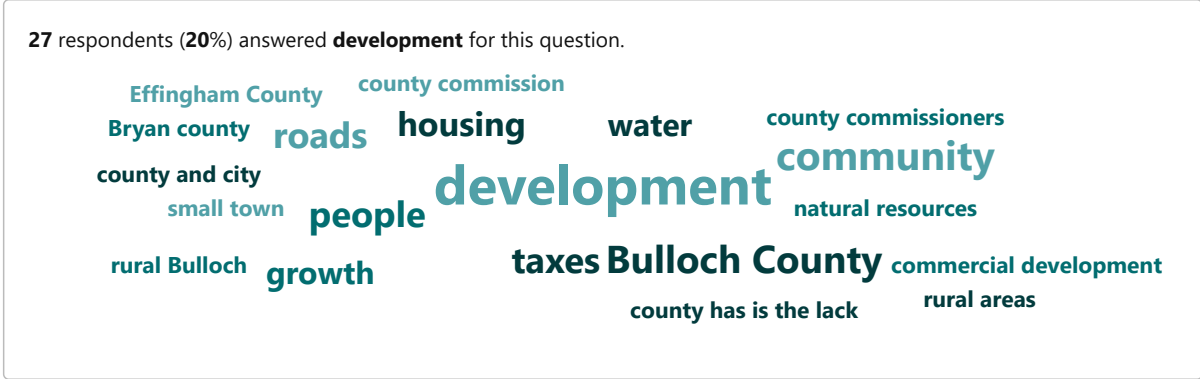 27 respondents (20%) answered development for this question.
Effingham County
county commission
Bryan county
roads
housing
water
county commissioners
community
county and city
development
small town
people
natural resources
rural Bulloch
growth
taxes
Bulloch County
commercial development
rural areas
county has is the lack